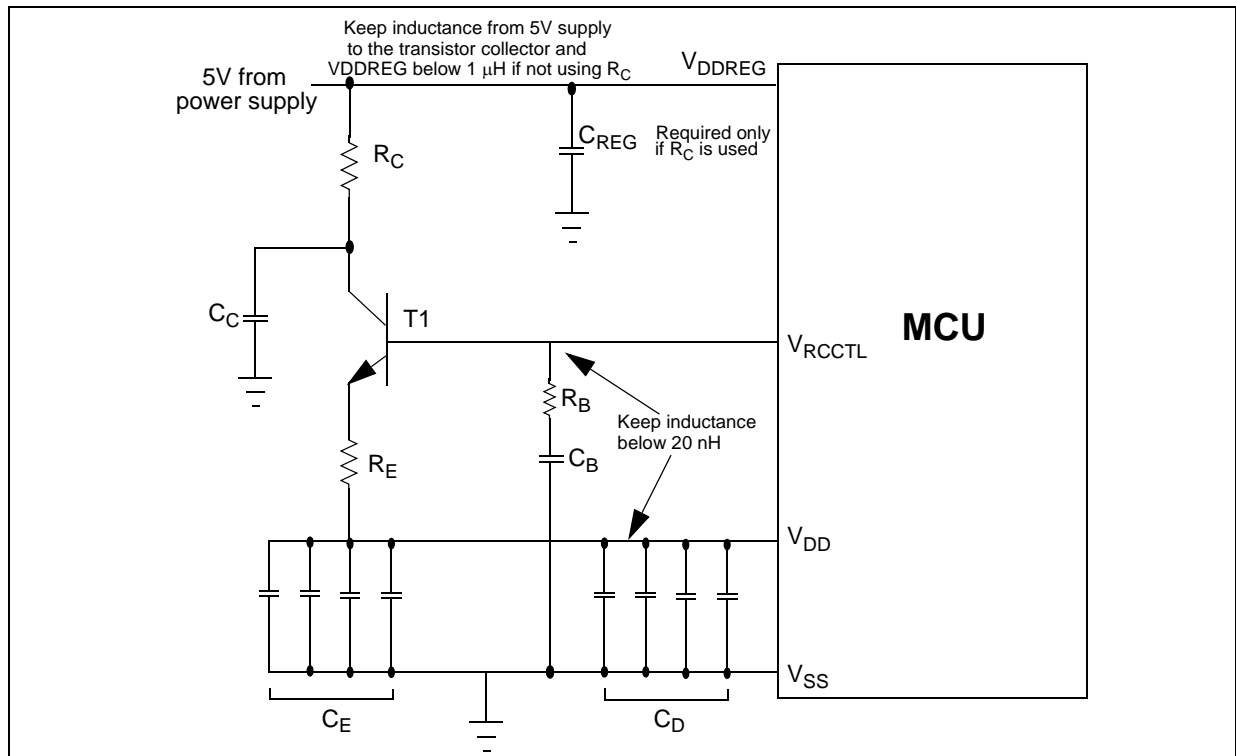 Keep inductance from 5V supply
to the transistor collector and
VDDREG below 1 μH if not using RC
VDDREG
5V from
power supply
CREG
Required only
if RC is used
RC
CC
T1
MCU
VRCCTL
RB
Keep inductance
below 20 nH
CB
RE
VDD
VSS
CE
CD